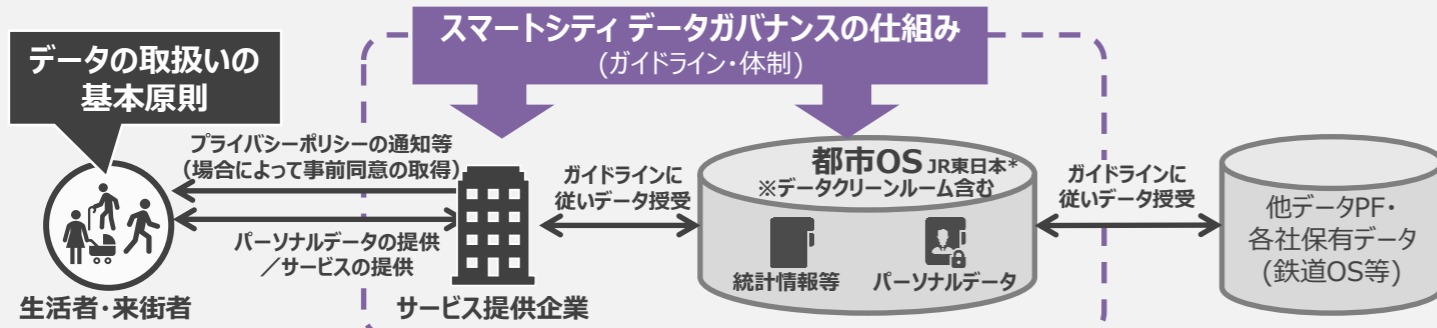 スマートシティ データガバナンスの仕組み
(ガイドライン・体制)
データの取扱いの
基本原則
プライバシーポリシーの通知等
(場合によって事前同意の取得)
パーソナルデータの提供
／サービスの提供
生活者・来街者
サービス提供企業
ガイドラインに
従いデータ授受
都市OS JR東日本*
※データクリーンルーム含む
統計情報等
パーソナルデータ
ガイドラインに
従いデータ授受
他データPF・
各社保有データ
(鉄道OS等)